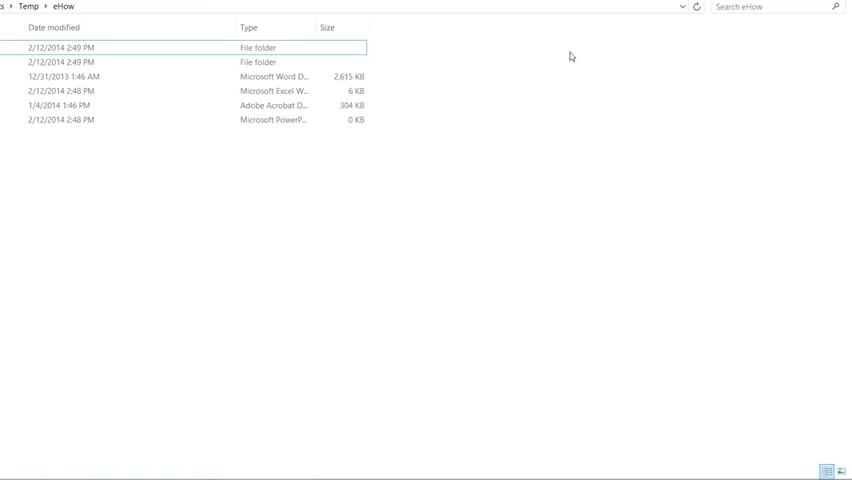 ts Temp eHow Search eHow
Date modified Type Size
2/12/2014 2:49 PM File folder
2/12/2014 2:49 PM File folder
12/31/2013 1:46 AM Microsoft Word D... 2,615 KB
2/12/2014 2:48 PM Microsoft Excel W... 6 KB
1/4/2014 1:46 PM Adobe Acrobat D... 304 KB
2/12/2014 2:48 PM Microsoft PowerP... 0 KB